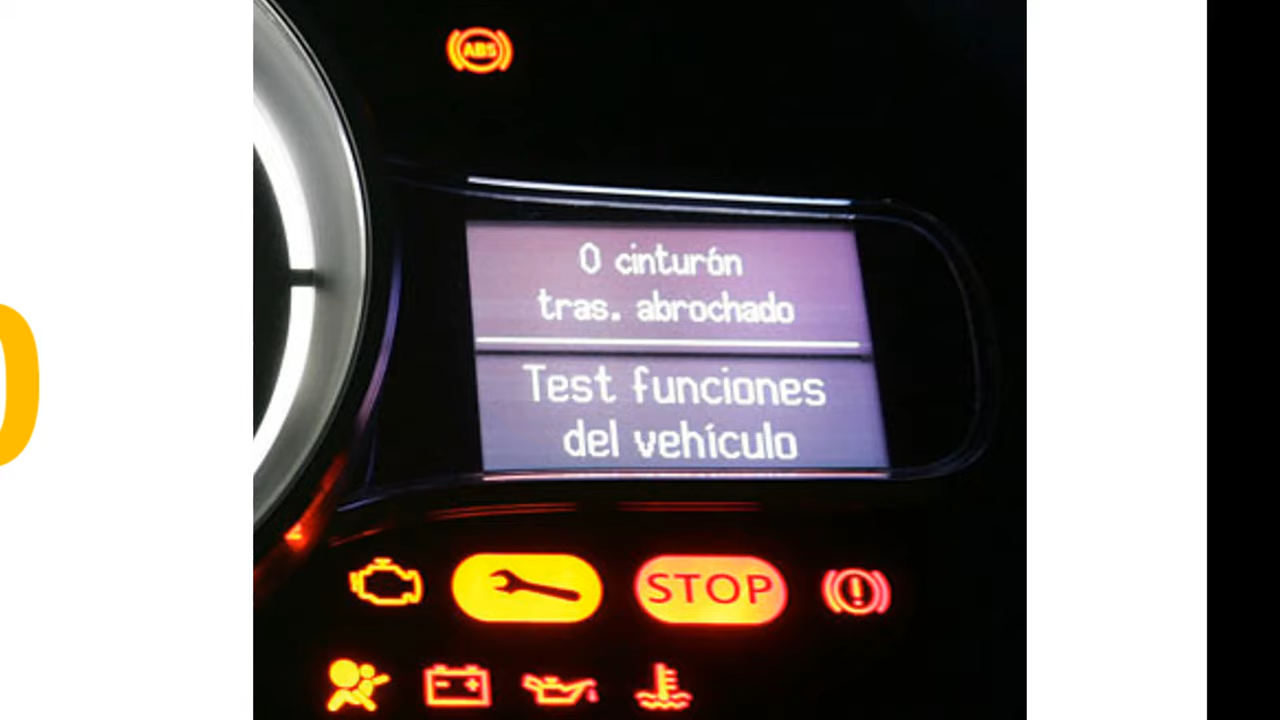 ABS
0 cinturón
tras. abrochado
Test funciones
del vehículo
STOP